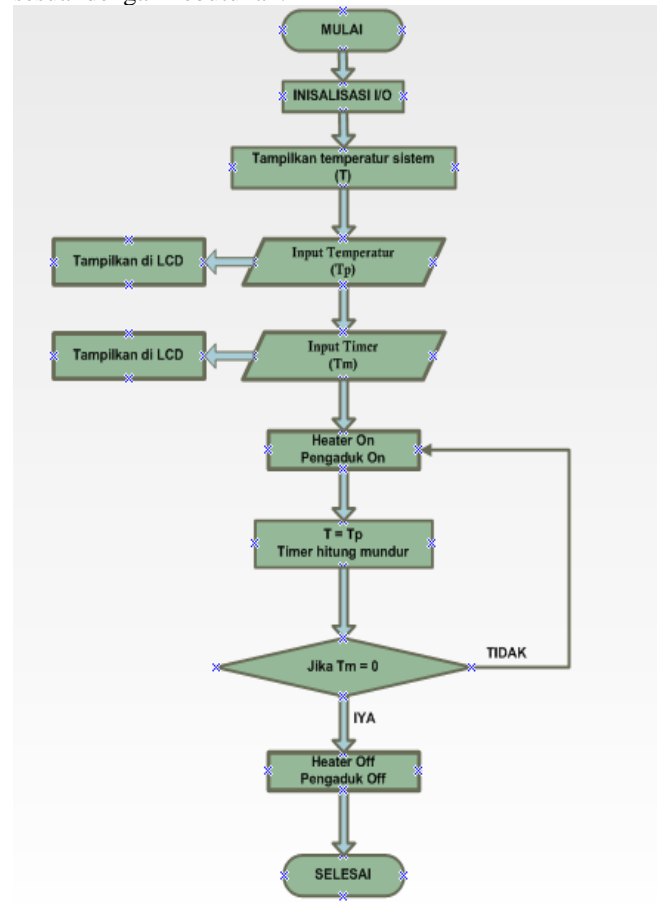 MULAI
INISALISASI I/O
Tampilkan temperatur sistem
(T)
Input Temperatur
(Tp)
Tampilkan di LCD
Input Timer
(Tm)
Tampilkan di LCD
Heater On
Pengaduk On
T = Tp
Timer hitung mundur
Jika Tm = 0
TIDAK
IYA
Heater Off
Pengaduk Off
SELESAI